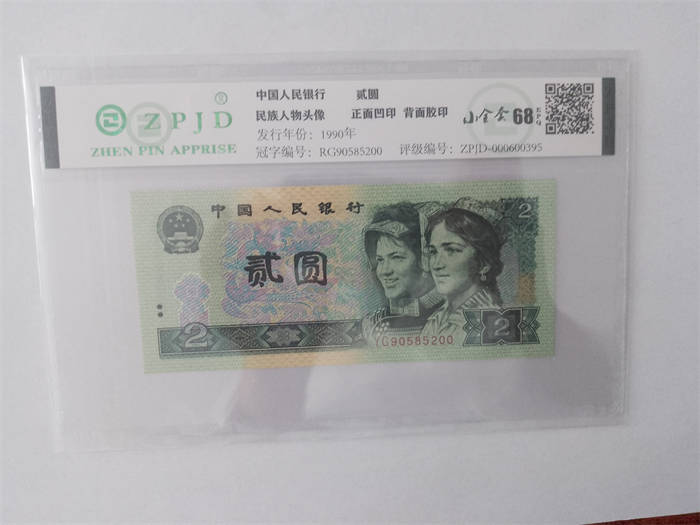 ZPJD
ZHEN PIN APPRISE
中国人民银行 贰圆
民族人物头像 正面凹印 背面胶印
发行年份：1990年
冠字编号：RG90585200 评级编号：ZPJD-000600395
68
EPQ
中国人民银行
贰圆
2
2
2
G90585200